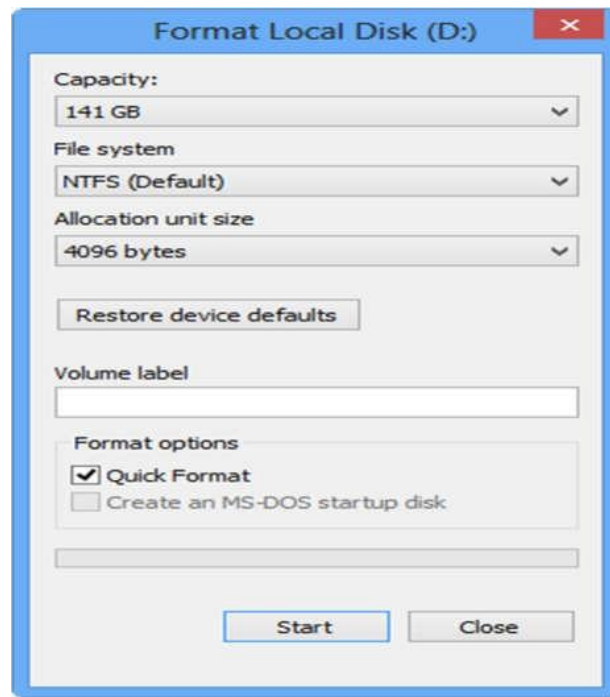 Format Local Disk (D:)
Capacity:
141 GB
File system
NTFS (Default)
Allocation unit size
4096 bytes
Restore device defaults
Volume label
Format options
Quick Format
Create an MS-DOS startup disk
Start
Close